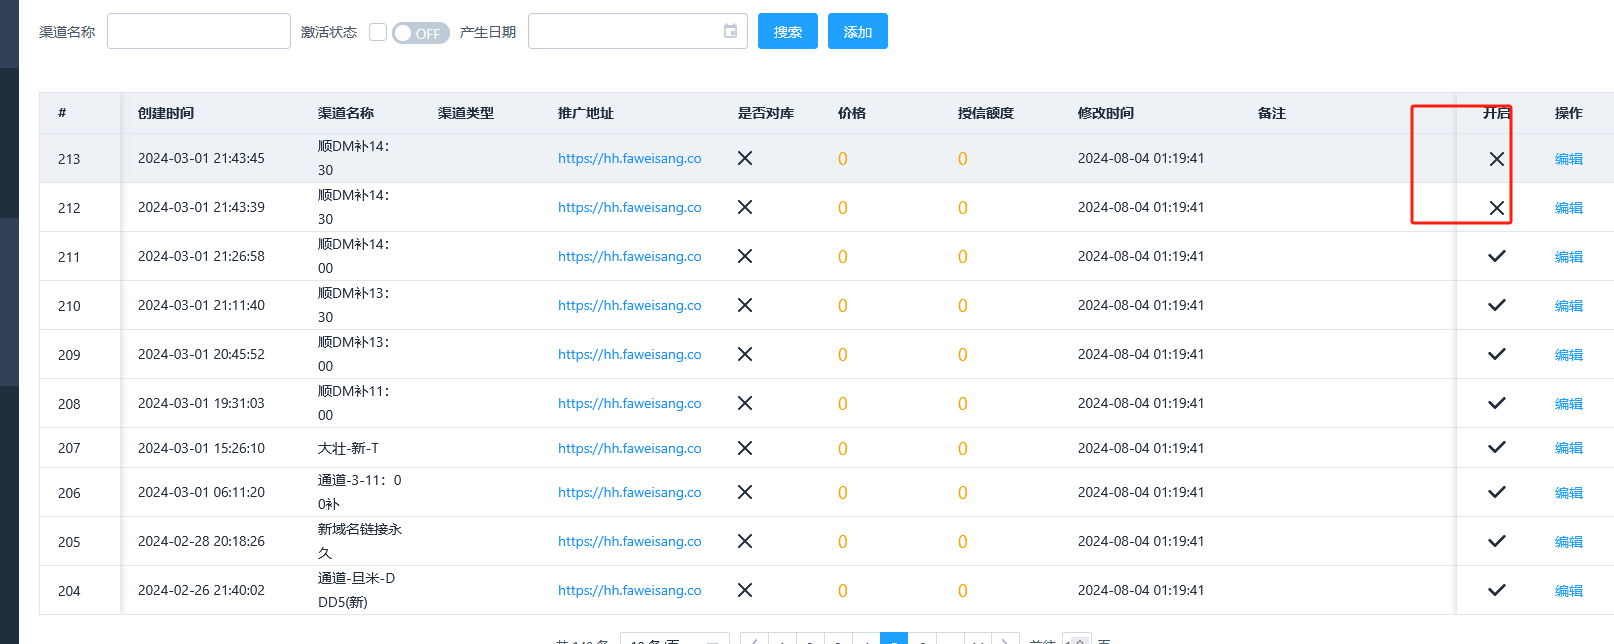 渠道名称 激活状态 OFF 产生日期 搜索 添加
# 创建时间 渠道名称 渠道类型 推广地址 是否对库 价格 授信额度 修改时间 备注 开启 操作
213 2024-03-01 21:43:45 顺DM补14： https://hh.faweisang.co 0 0 2024-08-04 01:19:41 编辑
30
212 2024-03-01 21:43:39 顺DM补14： https://hh.faweisang.co 0 0 2024-08-04 01:19:41 编辑
30
211 2024-03-01 21:26:58 顺DM补14： https://hh.faweisang.co 0 0 2024-08-04 01:19:41 编辑
00
210 2024-03-01 21:11:40 顺DM补13： https://hh.faweisang.co 0 0 2024-08-04 01:19:41 编辑
30
209 2024-03-01 20:45:52 顺DM补13： https://hh.faweisang.co 0 0 2024-08-04 01:19:41 编辑
00
208 2024-03-01 19:31:03 顺DM补11： https://hh.faweisang.co 0 0 2024-08-04 01:19:41 编辑
00
207 2024-03-01 15:26:10 大壮-新-T https://hh.faweisang.co 0 0 2024-08-04 01:19:41 编辑
206 2024-03-01 06:11:20 通道-3-11：0 https://hh.faweisang.co 0 0 2024-08-04 01:19:41 编辑
0补
205 2024-02-28 20:18:26 新域名链接永 https://hh.faweisang.co 0 0 2024-08-04 01:19:41 编辑
久
204 2024-02-26 21:40:02 通道-且米-D https://hh.faweisang.co 0 0 2024-08-04 01:19:41 编辑
DD5(新)